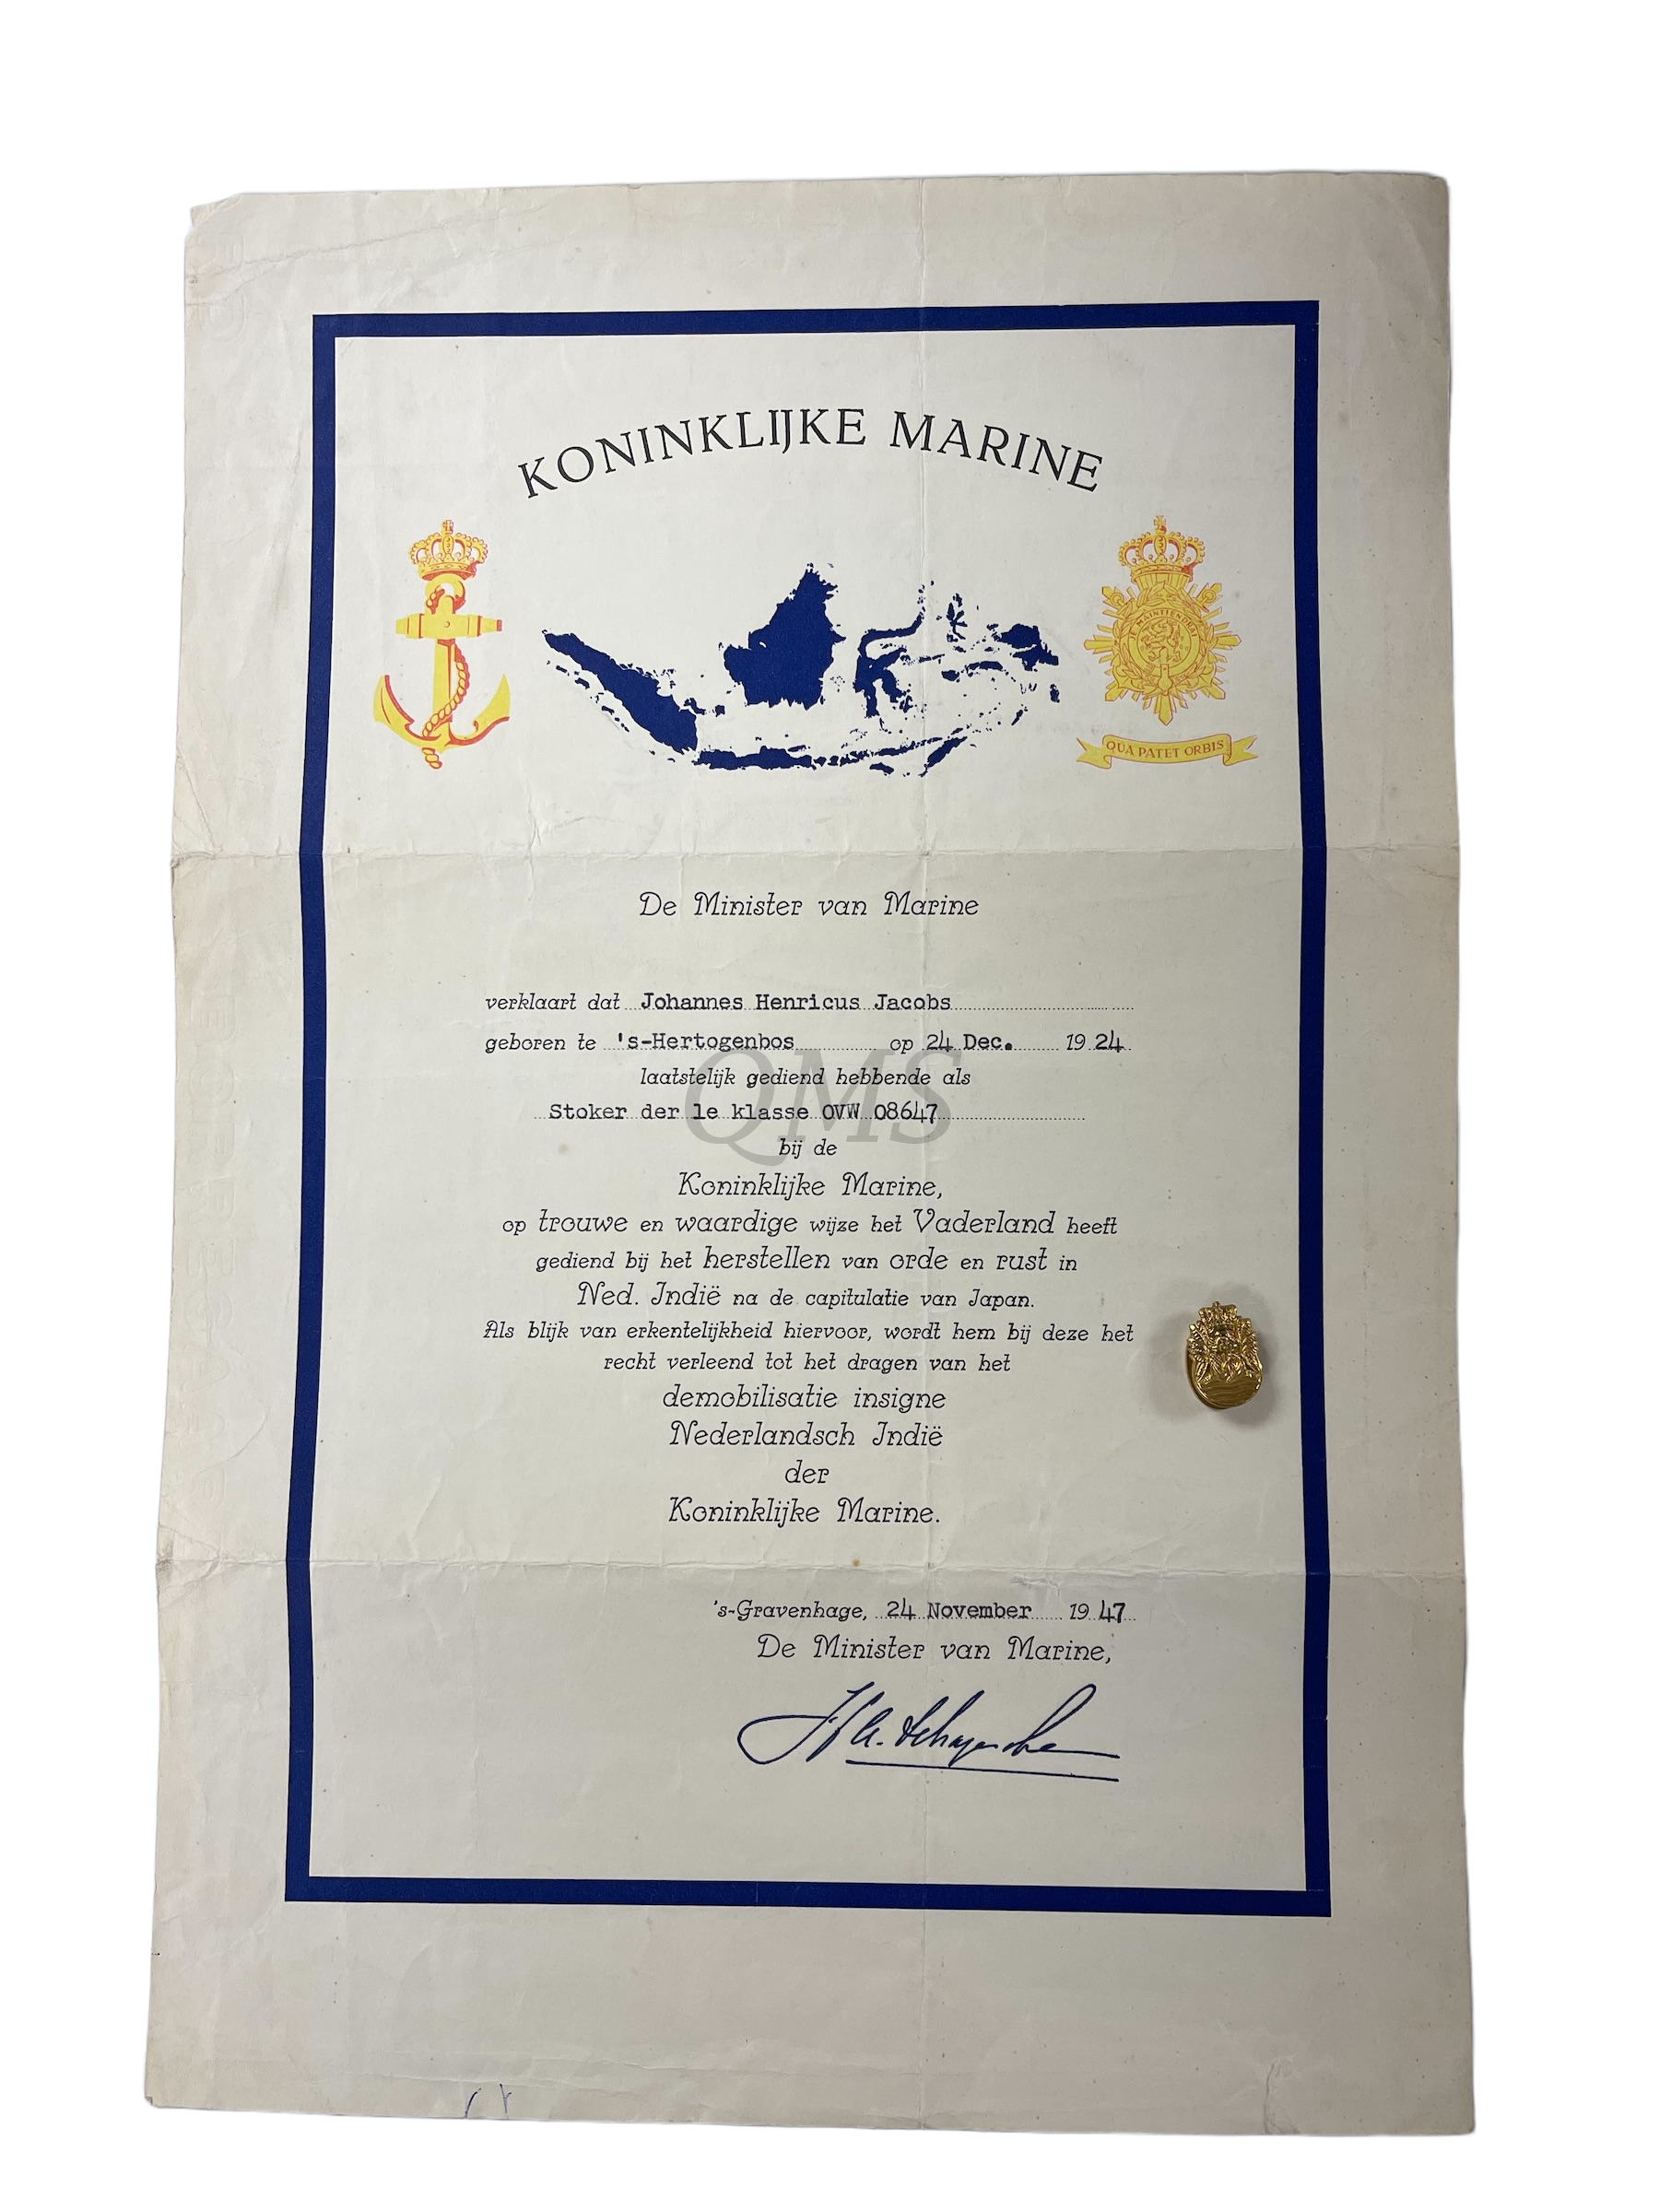 KONINKLIJKE MARINE
JE MAINTIENDRAI
QUA PATET ORBIS
De Minister van Marine
verklaart dat Johannes Henricus Jacobs
geboren te 's-Hertogenbos op 24 Dec. 19 24
laatstelijk gediend hebbende als
Stoker der 1e klasse OVW 08647
QMS
bij de
Koninklijke Marine,
op trouwe en waardige wijze het Vaderland heeft
gediend bij het herstellen van orde en rust in
Ned. Indië na de capitulatie van Japan.
Als blijk van erkentelijkheid hiervoor, wordt hem bij deze het
recht verleend tot het dragen van het
demobilisatie insigne
Nederlandsch Indië
der
Koninklijke Marine.
's-Gravenhage, 24 November 19 47
De Minister van Marine,